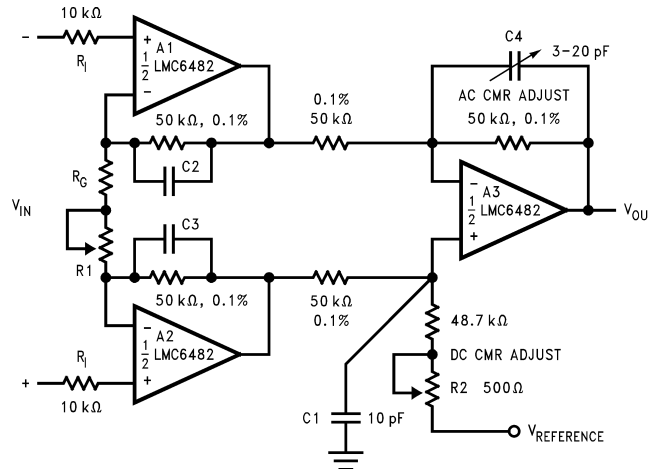 10 kΩ
−
R_I
+
A1
1/2 LMC6482
−
50 kΩ, 0.1%
C2
0.1%
50 kΩ
C4
3−20 pF
AC CMR ADJUST
50 kΩ, 0.1%
R_G
V_IN
R1
C3
50 kΩ, 0.1%
50 kΩ
0.1%
−
A3
1/2 LMC6482
+
V_OU
−
A2
1/2 LMC6482
+
R_I
+
10 kΩ
48.7 kΩ
DC CMR ADJUST
R2 500Ω
C1
10 pF
V_REFERENCE